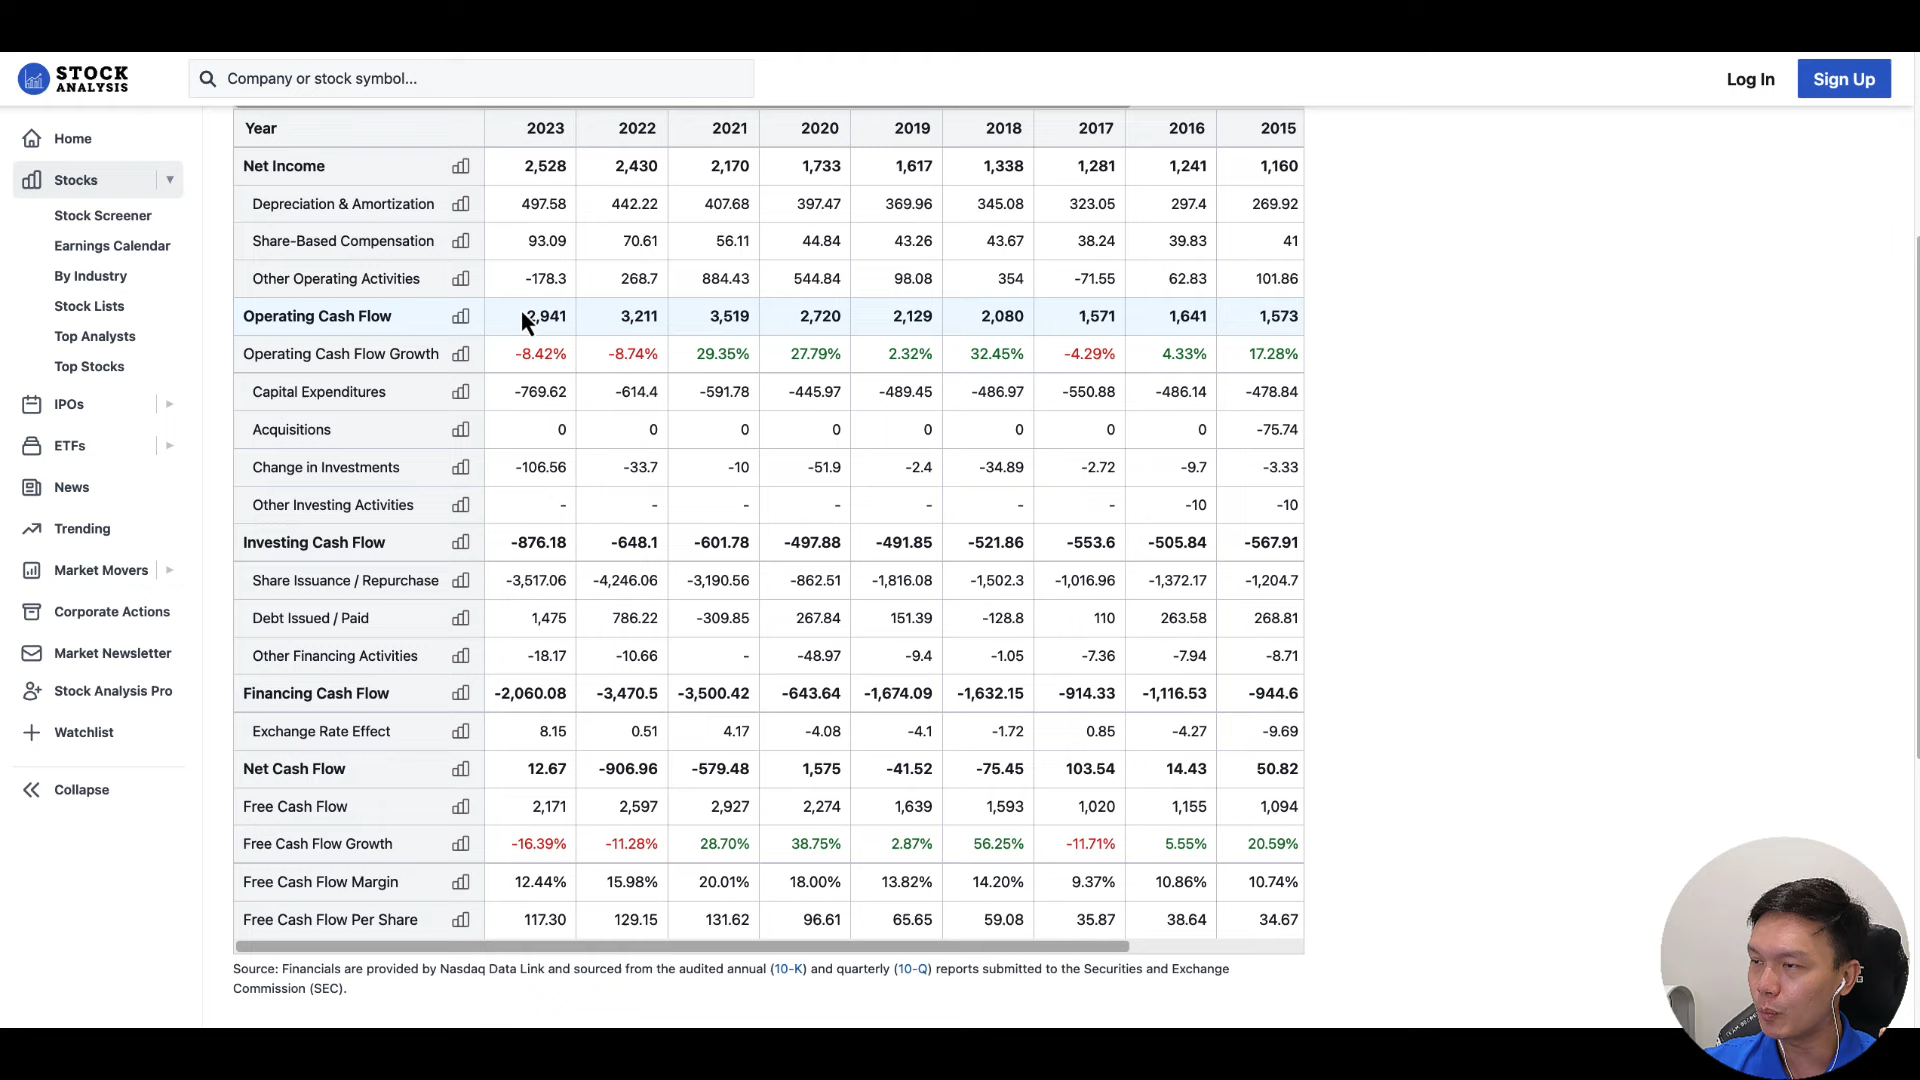 STOCK
ANALYSIS
Company or stock symbol...
Log In
Sign Up
Home
Stocks
Stock Screener
Earnings Calendar
By Industry
Stock Lists
Top Analysts
Top Stocks
IPOs
ETFs
News
Trending
Market Movers
Corporate Actions
Market Newsletter
Stock Analysis Pro
Watchlist
Collapse
Year 2023 2022 2021 2020 2019 2018 2017 2016 2015
Net Income 2,528 2,430 2,170 1,733 1,617 1,338 1,281 1,241 1,160
Depreciation & Amortization 497.58 442.22 407.68 397.47 369.96 345.08 323.05 297.4 269.92
Share-Based Compensation 93.09 70.61 56.11 44.84 43.26 43.67 38.24 39.83 41
Other Operating Activities -178.3 268.7 884.43 544.84 98.08 354 -71.55 62.83 101.86
Operating Cash Flow 2,941 3,211 3,519 2,720 2,129 2,080 1,571 1,641 1,573
Operating Cash Flow Growth -8.42% -8.74% 29.35% 27.79% 2.32% 32.45% -4.29% 4.33% 17.28%
Capital Expenditures -769.62 -614.4 -591.78 -445.97 -489.45 -486.97 -550.88 -486.14 -478.84
Acquisitions 0 0 0 0 0 0 0 0 -75.74
Change in Investments -106.56 -33.7 -10 -51.9 -2.4 -34.89 -2.72 -9.7 -3.33
Other Investing Activities - - - - - - - -10 -10
Investing Cash Flow -876.18 -648.1 -601.78 -497.88 -491.85 -521.86 -553.6 -505.84 -567.91
Share Issuance / Repurchase -3,517.06 -4,246.06 -3,190.56 -862.51 -1,816.08 -1,502.3 -1,016.96 -1,372.17 -1,204.7
Debt Issued / Paid 1,475 786.22 -309.85 267.84 151.39 -128.8 110 263.58 268.81
Other Financing Activities -18.17 -10.66 - -48.97 -9.4 -1.05 -7.36 -7.94 -8.71
Financing Cash Flow -2,060.08 -3,470.5 -3,500.42 -643.64 -1,674.09 -1,632.15 -914.33 -1,116.53 -944.6
Exchange Rate Effect 8.15 0.51 4.17 -4.08 -4.1 -1.72 0.85 -4.27 -9.69
Net Cash Flow 12.67 -906.96 -579.48 1,575 -41.52 -75.45 103.54 14.43 50.82
Free Cash Flow 2,171 2,597 2,927 2,274 1,639 1,593 1,020 1,155 1,094
Free Cash Flow Growth -16.39% -11.28% 28.70% 38.75% 2.87% 56.25% -11.71% 5.55% 20.59%
Free Cash Flow Margin 12.44% 15.98% 20.01% 18.00% 13.82% 14.20% 9.37% 10.86% 10.74%
Free Cash Flow Per Share 117.30 129.15 131.62 96.61 65.65 59.08 35.87 38.64 34.67
Source: Financials are provided by Nasdaq Data Link and sourced from the audited annual (10-K) and quarterly (10-Q) reports submitted to the Securities and Exchange
Commission (SEC).